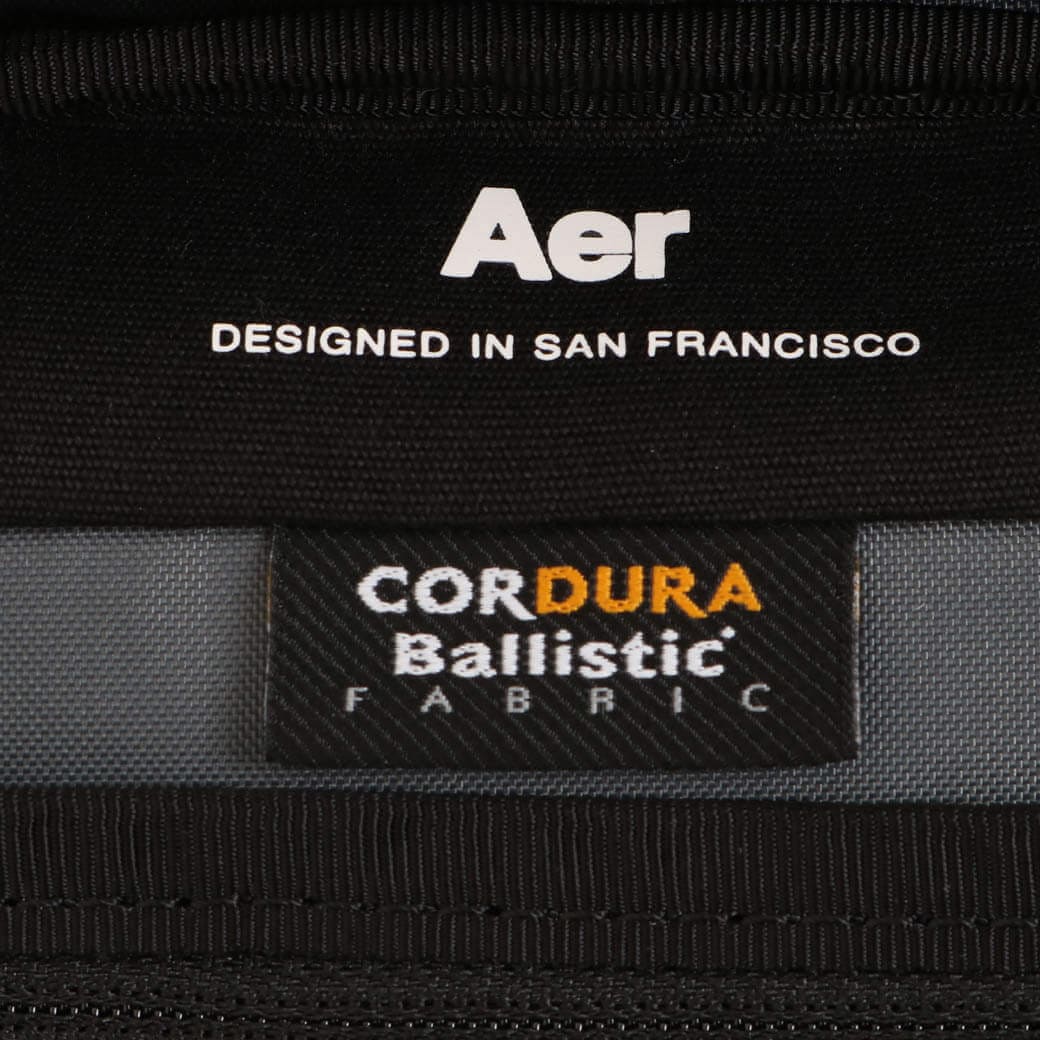 Aer
DESIGNED IN SAN FRANCISCO
CORDURA
Ballistic
FABRIC